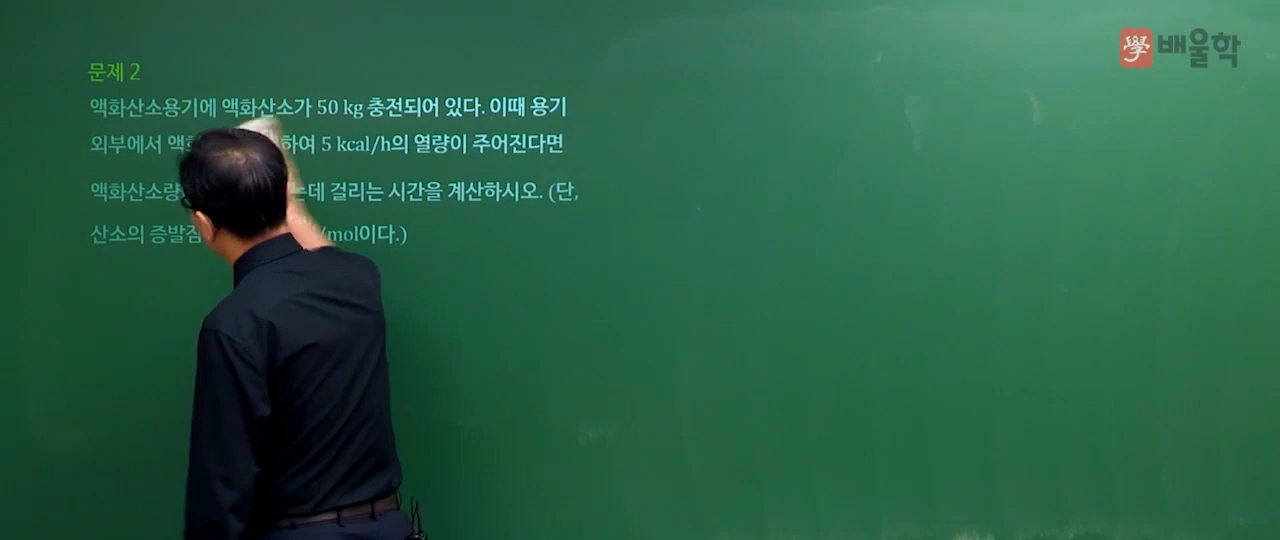 學배울학
문제 2
액화산소용기에 액화산소가 50 kg 충전되어 있다. 이때 용기
외부에서 하여 5 kcal/h의 열량이 주어진다면
액화산소량 는데 걸리는 시간을 계산하시오. (단,
산소의 증발잠 /mol이다.)